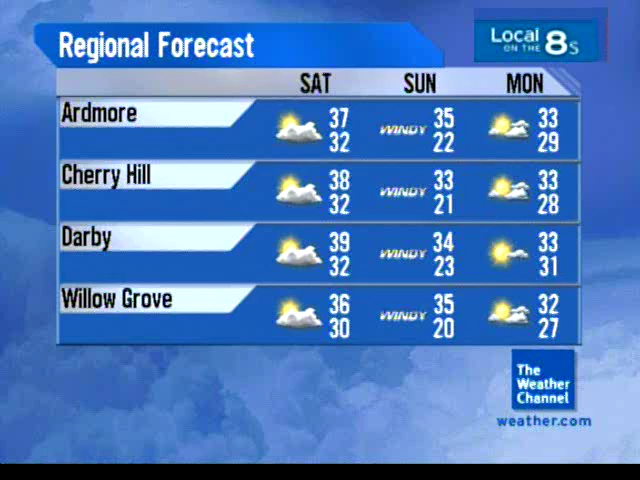 Regional Forecast
Local
ON THE 8s
SAT SUN MON
Ardmore
37 WINDY 35 33
32 22 29
Cherry Hill
38 WINDY 33 33
32 21 28
Darby
39 WINDY 34 33
32 23 31
Willow Grove
36 WINDY 35 32
30 20 27
The
Weather
Channel
weather.com